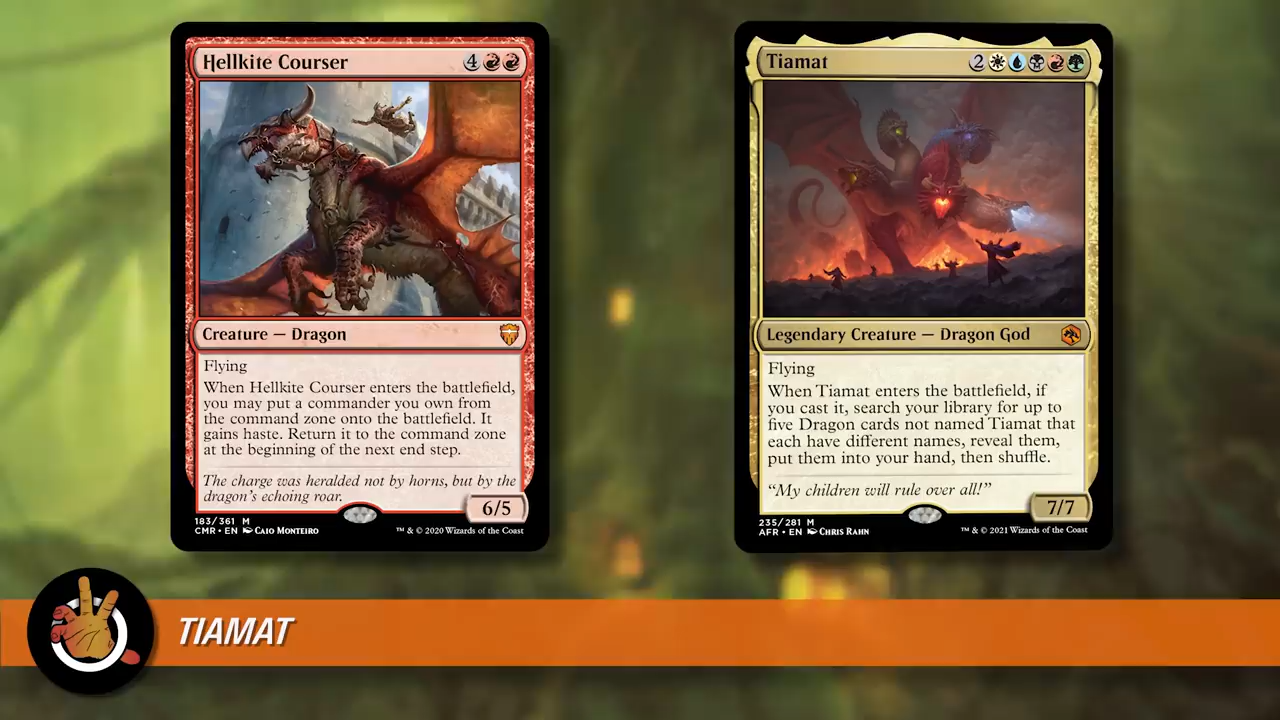 Hellkite Courser
4
Creature — Dragon
Flying
When Hellkite Courser enters the battlefield,
you may put a commander you own from
the command zone onto the battlefield. It
gains haste. Return it to the command zone
at the beginning of the next end step.
The charge was heralded not by horns, but by the
dragon's echoing roar.
6/5
183/361 M
CMR • EN Caio Monteiro
™ & © 2020 Wizards of the Coast
Tiamat
2
Legendary Creature — Dragon God
Flying
When Tiamat enters the battlefield, if
you cast it, search your library for up to
five Dragon cards not named Tiamat that
each have different names, reveal them,
put them into your hand, then shuffle.
“My children will rule over all!”
7/7
235/281 M
AFR • EN Chris Rahn
™ & © 2021 Wizards of the Coast
TIAMAT